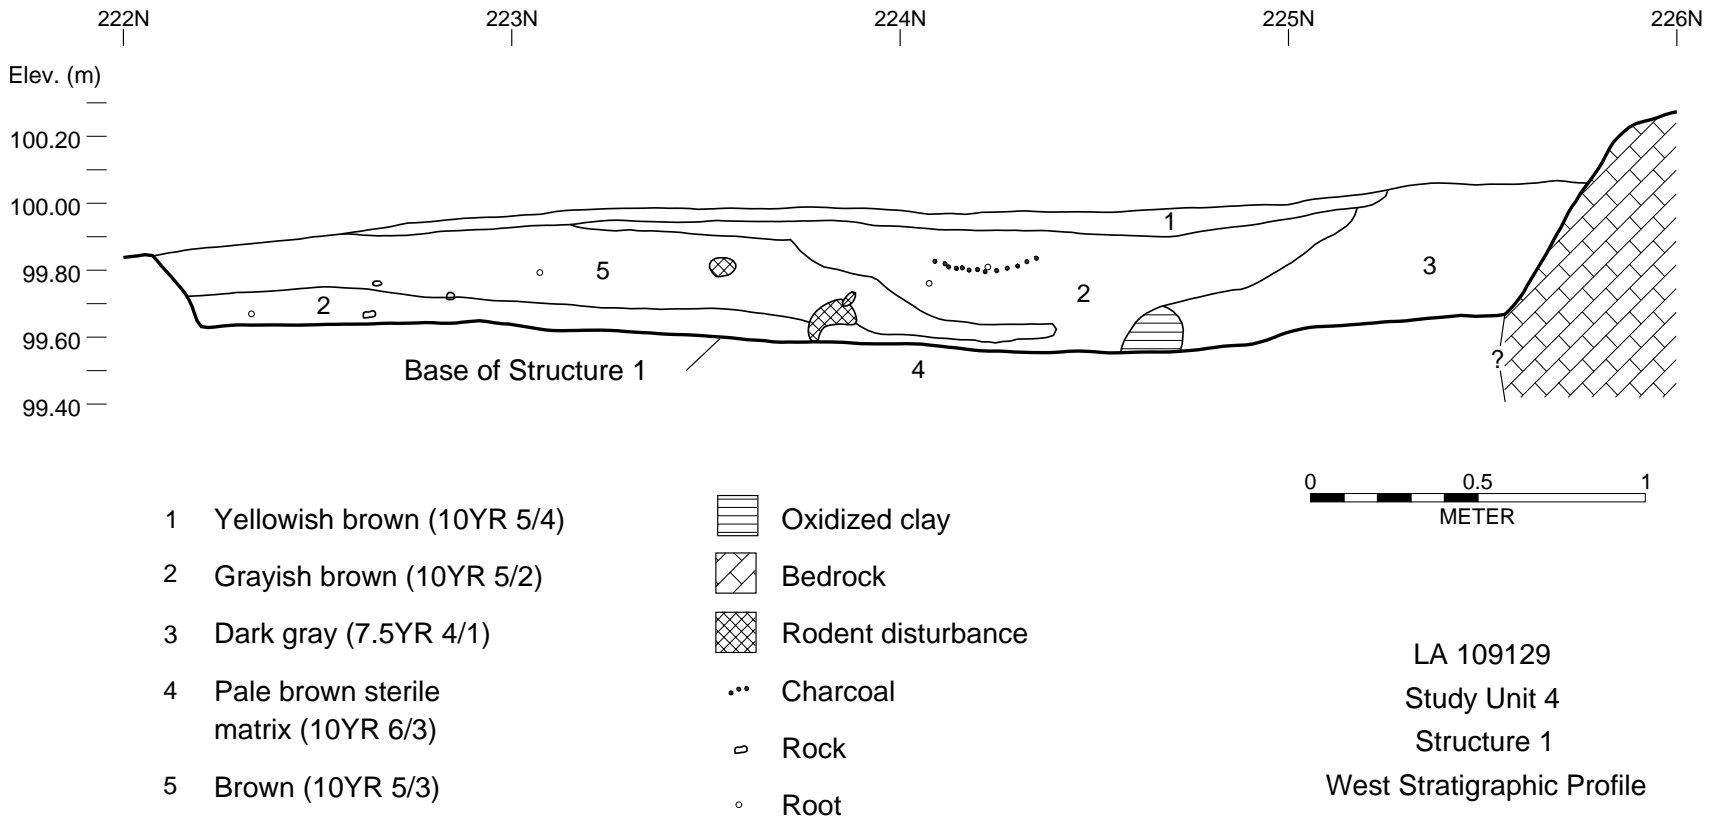 222N 223N 224N 225N 226N
Elev. (m)
100.20
100.00
99.80
99.60
99.40
1
5
2
2
3
4
?
Base of Structure 1
1 Yellowish brown (10YR 5/4)
2 Grayish brown (10YR 5/2)
3 Dark gray (7.5YR 4/1)
4 Pale brown sterile
matrix (10YR 6/3)
5 Brown (10YR 5/3)
Oxidized clay
Bedrock
Rodent disturbance
Charcoal
Rock
Root
0 0.5 1
METER
LA 109129
Study Unit 4
Structure 1
West Stratigraphic Profile